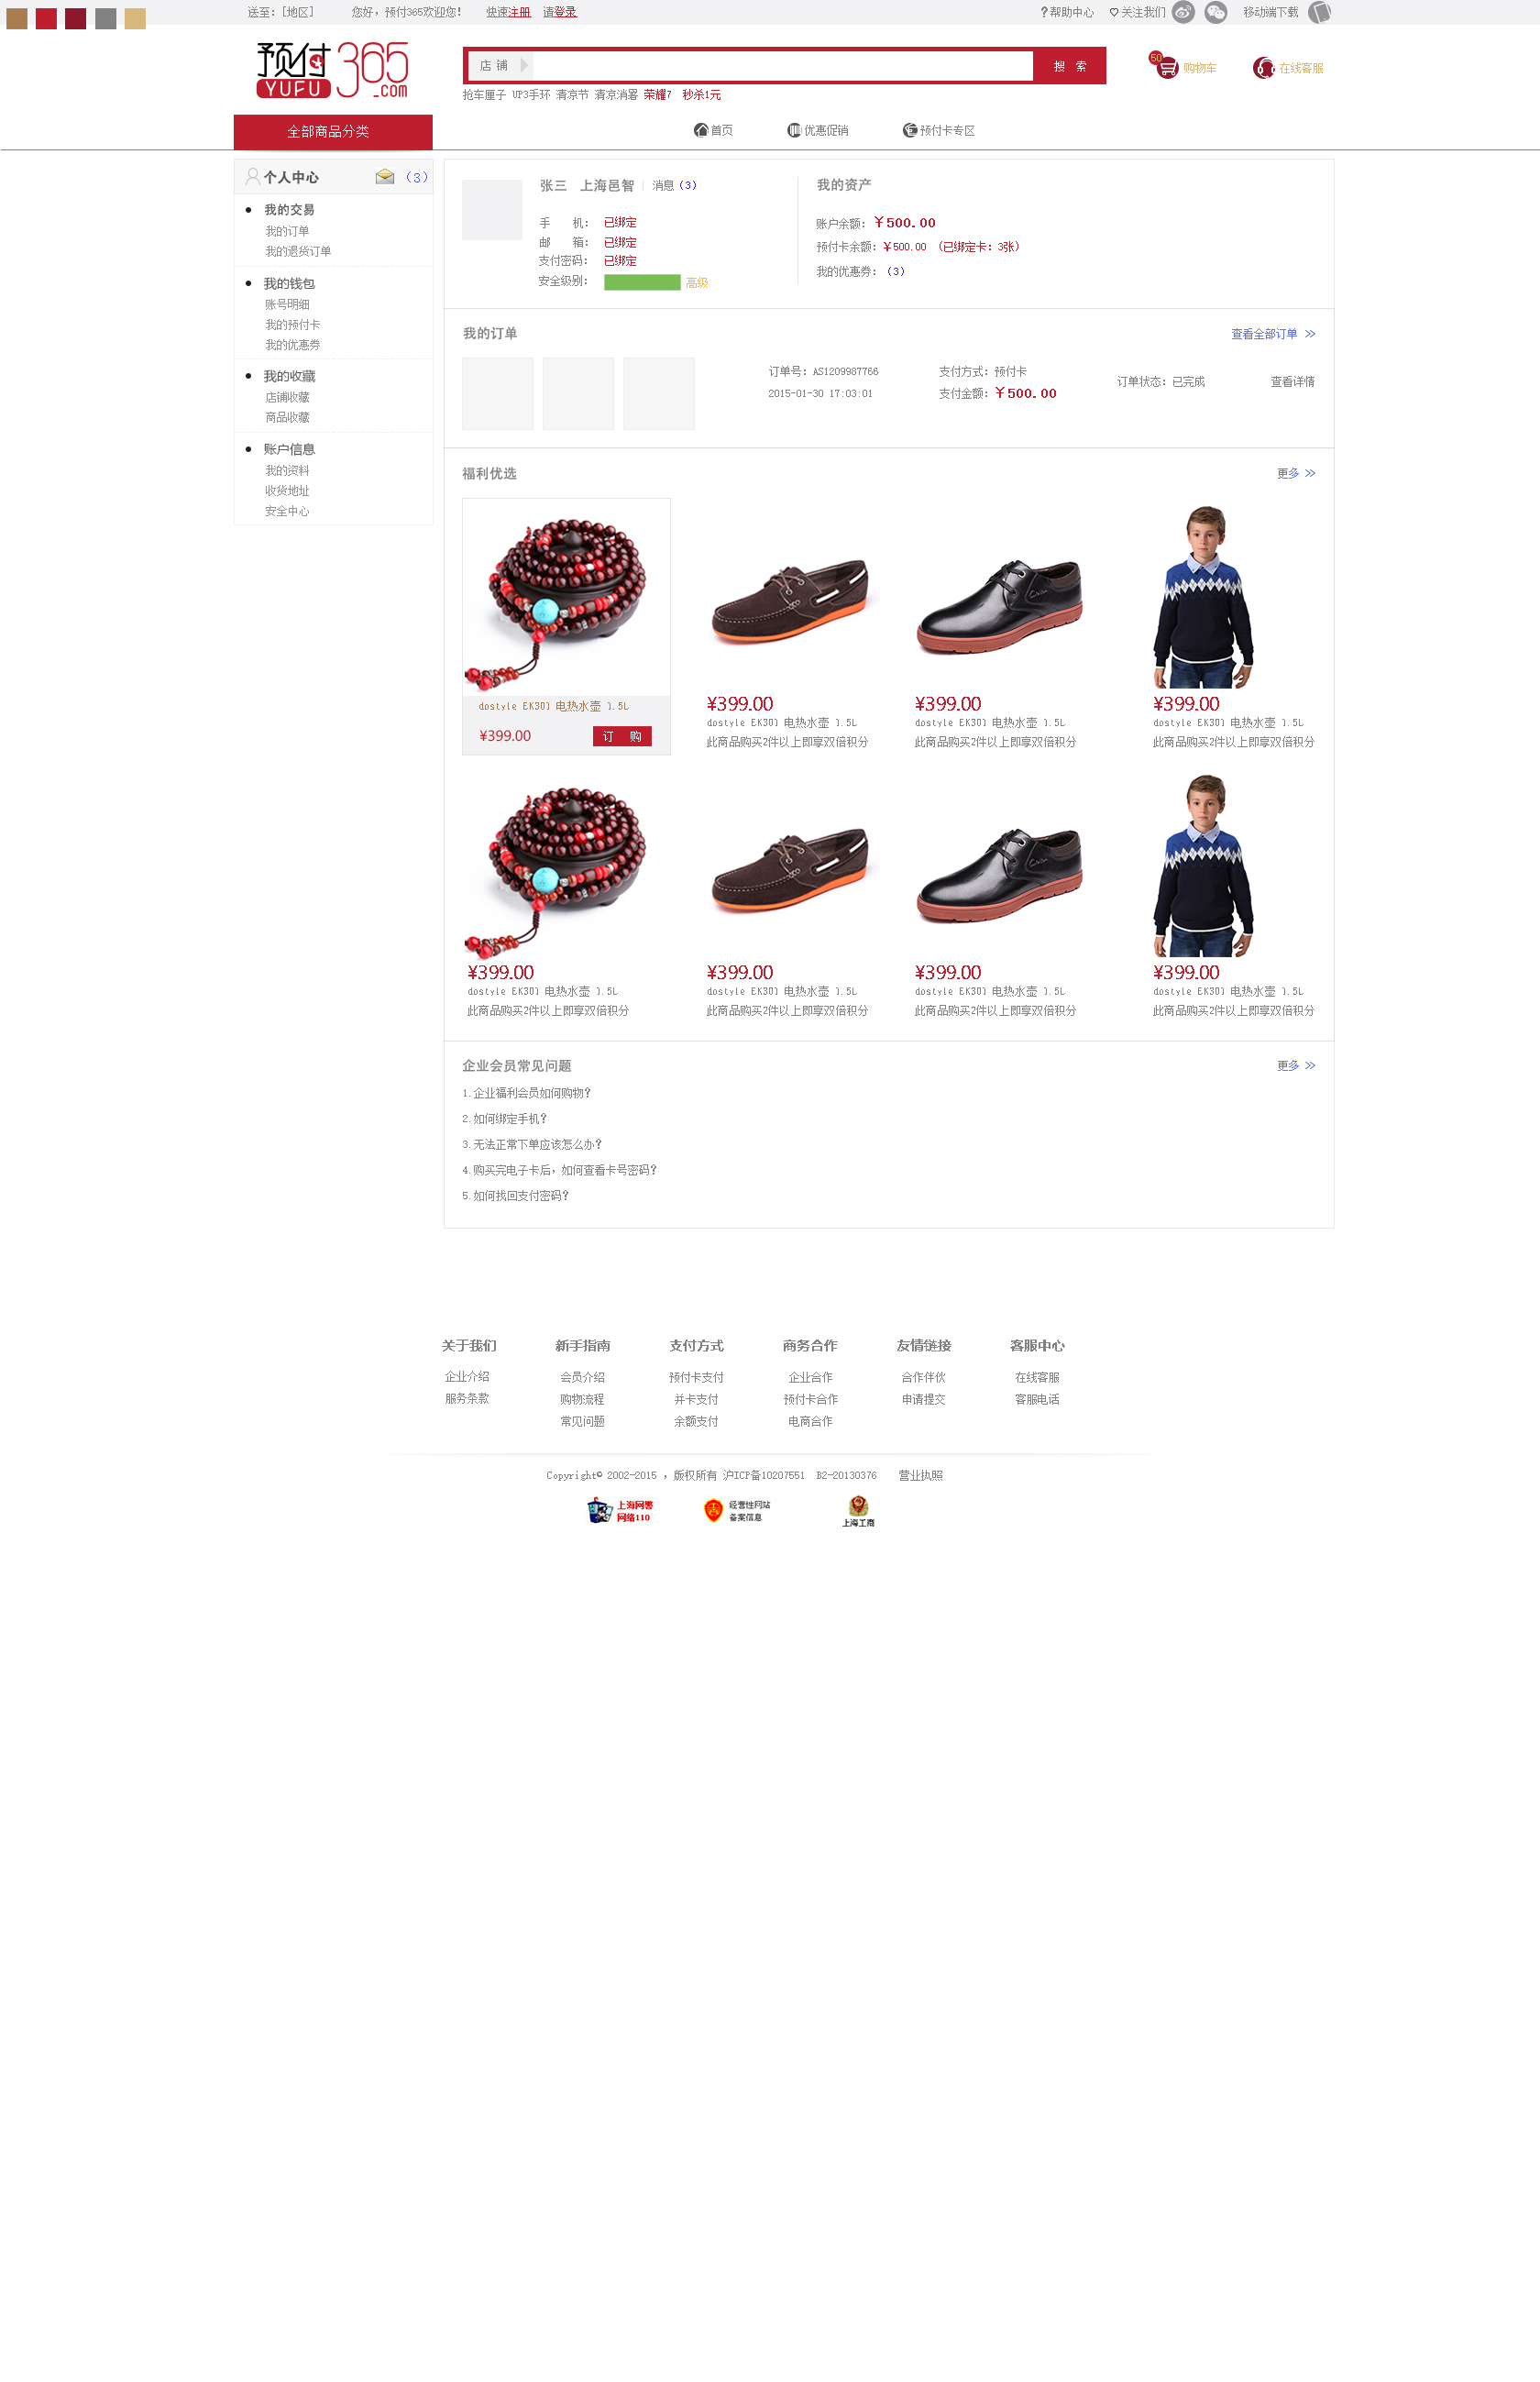 送至：[地区] 您好，预付365欢迎您！ 快速注册 请登录 ?帮助中心 关注我们 移动端下载
预付365
YUFU .com
店 铺 搜 索
50 购物车 在线客服
抢车厘子 UP3手环 清凉节 清凉消署 荣耀7 秒杀1元
全部商品分类 首页 优惠促销 预付卡专区
个人中心 （3）
我的交易
我的订单
我的退货订单
我的钱包
账号明细
我的预付卡
我的优惠券
我的收藏
店铺收藏
商品收藏
账户信息
我的资料
收货地址
安全中心
张三 上海邑智 消息（3）
手 机： 已绑定
邮 箱： 已绑定
支付密码： 已绑定
安全级别： 高级
我的资产
账户余额：￥500.00
预付卡余额：￥500.00 （已绑定卡：3张）
我的优惠券：（3）
我的订单 查看全部订单 >>
订单号：AS1209987766 支付方式：预付卡
订单状态：已完成 查看详情
2015-01-30 17:03:01 支付金额：￥500.00
福利优选 更多 >>
dostyle EK301 电热水壶 1.5L
¥399.00 订 购
¥399.00 ¥399.00 ¥399.00
dostyle EK301 电热水壶 1.5L dostyle EK301 电热水壶 1.5L dostyle EK301 电热水壶 1.5L
此商品购买2件以上即享双倍积分 此商品购买2件以上即享双倍积分 此商品购买2件以上即享双倍积分
¥399.00 ¥399.00 ¥399.00 ¥399.00
dostyle EK301 电热水壶 1.5L dostyle EK301 电热水壶 1.5L dostyle EK301 电热水壶 1.5L dostyle EK301 电热水壶 1.5L
此商品购买2件以上即享双倍积分 此商品购买2件以上即享双倍积分 此商品购买2件以上即享双倍积分 此商品购买2件以上即享双倍积分
企业会员常见问题 更多 >>
1.企业福利会员如何购物？
2.如何绑定手机？
3.无法正常下单应该怎么办？
4.购买完电子卡后，如何查看卡号密码？
5.如何找回支付密码？
关于我们 新手指南 支付方式 商务合作 友情链接 客服中心
企业介绍 会员介绍 预付卡支付 企业合作 合作伴伙 在线客服
服务条款 购物流程 并卡支付 预付卡合作 申请提交 客服电话
常见问题 余额支付 电商合作
Copyright© 2002-2015 ，版权所有 沪ICP备10207551 B2-20130376 营业执照
上海网警 经营性网站
网络110 备案信息 上海工商